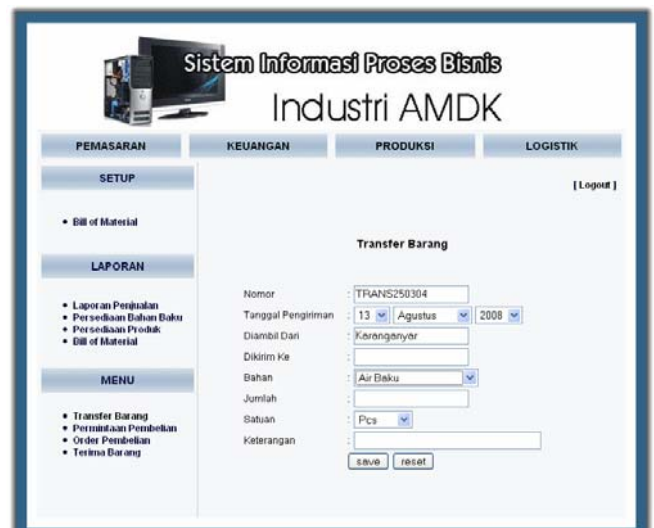 Sistem Informasi Proses Bisnis
Industri AMDK
PEMASARAN KEUANGAN PRODUKSI LOGISTIK
SETUP
[ Logout ]
• Bill of Material
Transfer Barang
LAPORAN
• Laporan Penjualan
• Persediaan Bahan Baku
• Persediaan Produk
• Bill of Material
MENU
• Transfer Barang
• Permintaan Pembelian
• Order Pembelian
• Terima Barang
Nomor : TRANS250304
Tanggal Pengiriman : 13 Agustus 2008
Diambil Dari : Karanganyar
Dikirim Ke :
Bahan : Air Baku
Jumlah :
Satuan : Pcs
Keterangan :
save reset